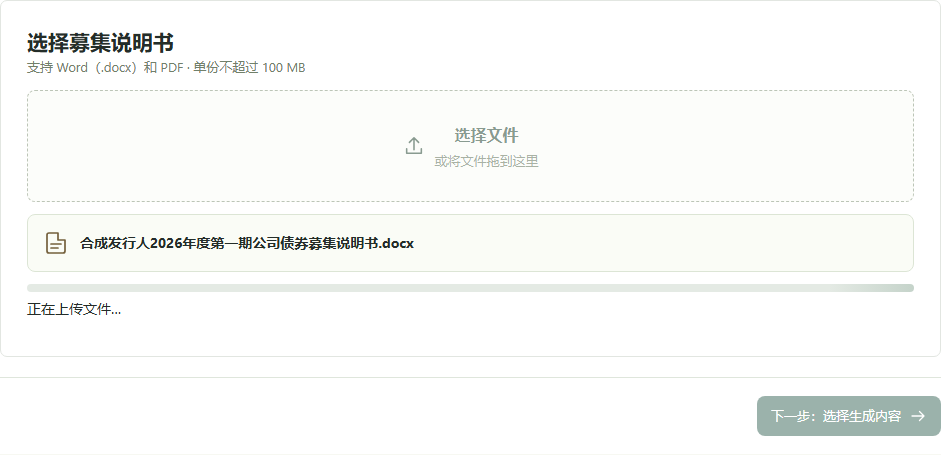 选择募集说明书
支持 Word（.docx）和 PDF · 单份不超过 100 MB
选择文件
或将文件拖到这里
合成发行人2026年度第一期公司债券募集说明书.docx
正在上传文件...
下一步：选择生成内容